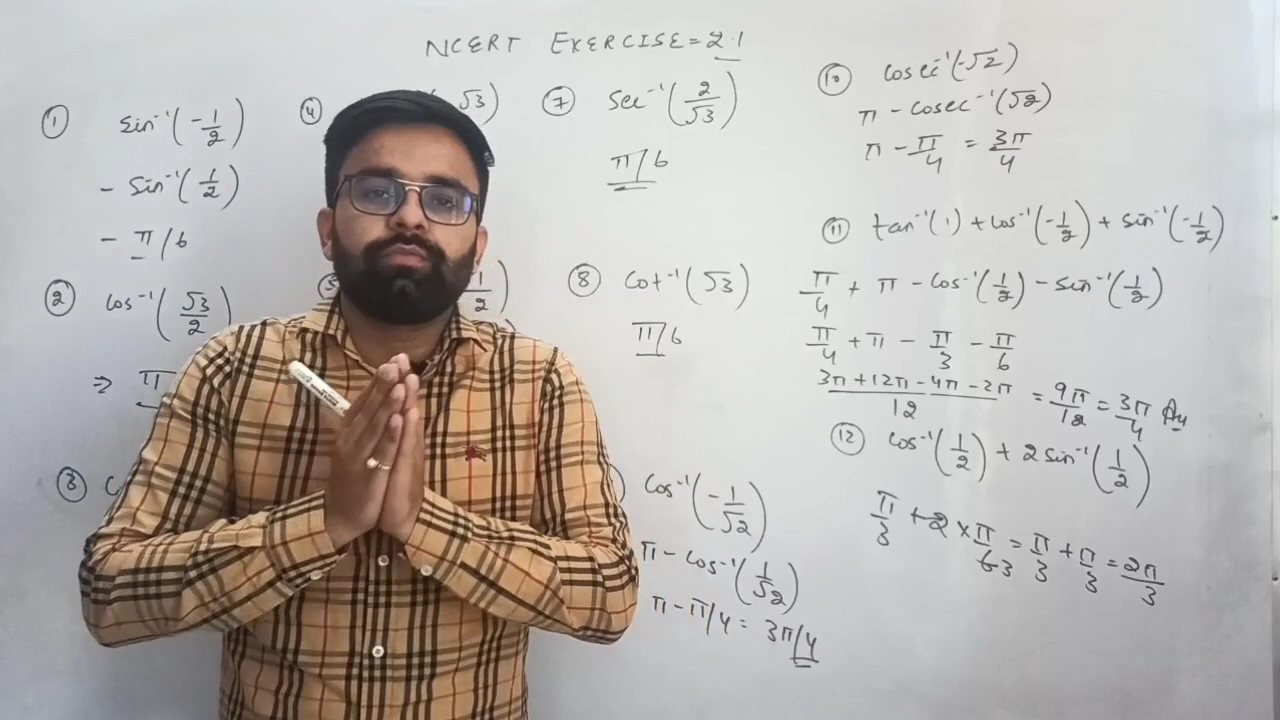 NCERT EXERCISE = 2.1
① sin⁻¹(-1/2)
- sin⁻¹(1/2)
- π/6
② cos⁻¹(√3/2)
⇒ π
③ C
④ √3)
1/2)
⑦ sec⁻¹(2/√3)
π/6
⑧ cot⁻¹(√3)
π/6
cos⁻¹(-1/√2)
π - cos⁻¹(1/√2)
π - π/4 = 3π/4
⑩ cosec⁻¹(-√2)
π - cosec⁻¹(√2)
π - π/4 = 3π/4
⑪ tan⁻¹(1) + cos⁻¹(-1/2) + sin⁻¹(-1/2)
π/4 + π - cos⁻¹(1/2) - sin⁻¹(1/2)
π/4 + π - π/3 - π/6
3π + 12π - 4π - 2π / 12 = 9π/12 = 3π/4
⑫ cos⁻¹(1/2) + 2 sin⁻¹(1/2)
π/3 + 2 × π/6 3 = π/3 + π/3 = 2π/3